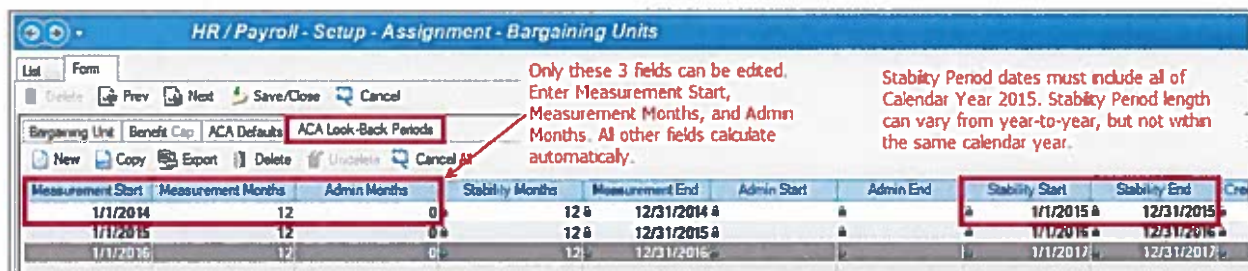 HR / Payroll - Setup - Assignment - Bargaining Units
List Form
Delete Prev Next Save/Close Cancel
Only these 3 fields can be edited.
Enter Measurement Start,
Measurement Months, and Admin
Months. All other fields calculate
automaticaly.
Stability Period dates must include all of
Calendar Year 2015. Stability Period length
can vary from year-to-year, but not within
the same calendar year.
Bargaining Unit Benefit Cap ACA Defaults ACA Look-Back Periods
New Copy Export Delete Undelete Cancel All
Measurement Start Measurement Months Admin Months Stability Months Measurement End Admin Start Admin End Stability Start Stability End Crea
1/1/2014 12 0 12 12/31/2014 1/1/2015 12/31/2015
1/1/2015 12 0 12 12/31/2015 1/1/2016 12/31/2016
1/1/2016 12 0 12 12/31/2016 1/1/2017 12/31/2017